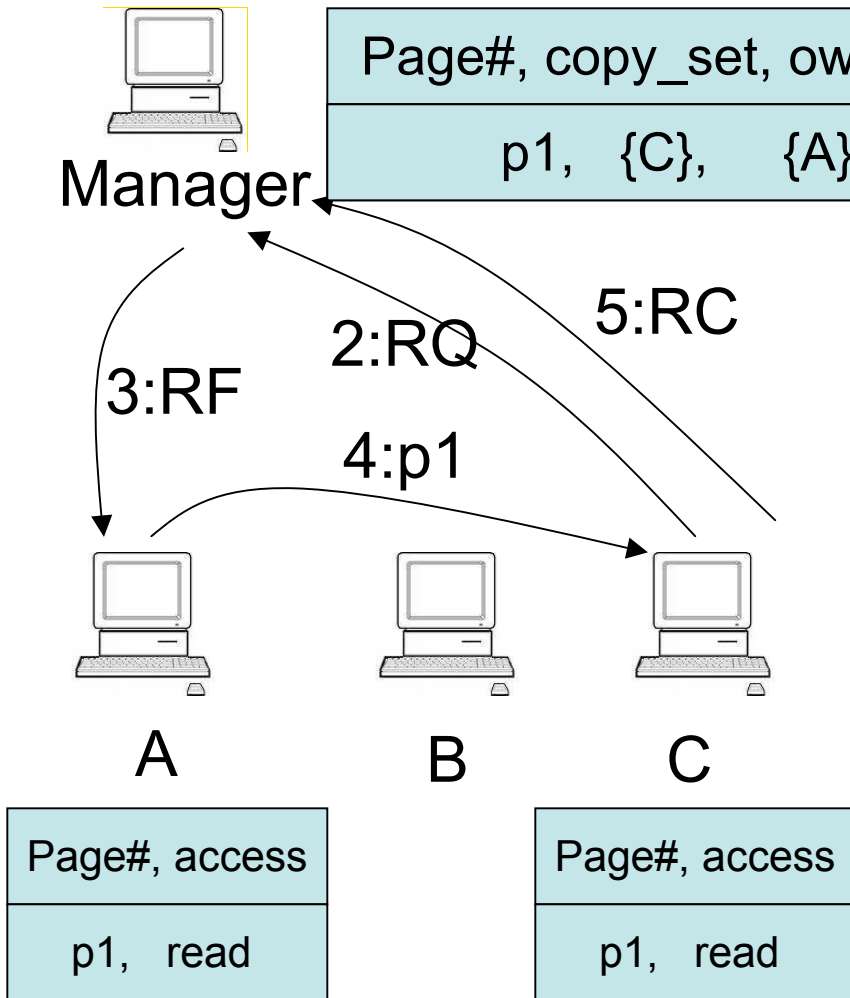 Page#, copy_set,
p1, {C}, {A}
Manager
5:RC
2:RQ
3:RF
4:p1
A
B
C
Page#, access
p1, read
Page#, access
p1, read